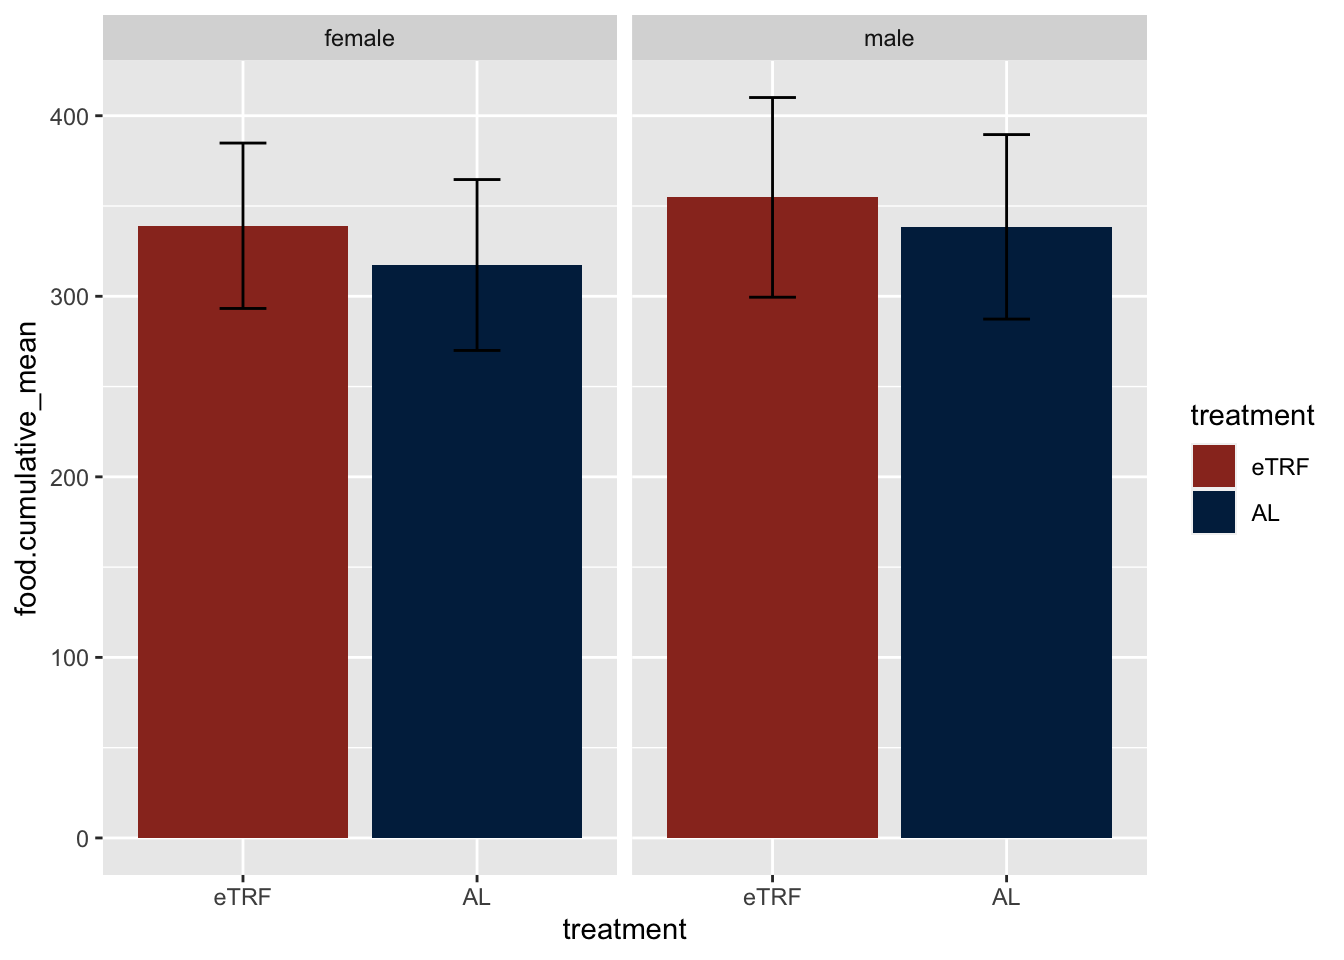 female
male
400
300
200
100
0
food.cumulative_mean
eTRF
AL
eTRF
AL
treatment
treatment
eTRF
AL